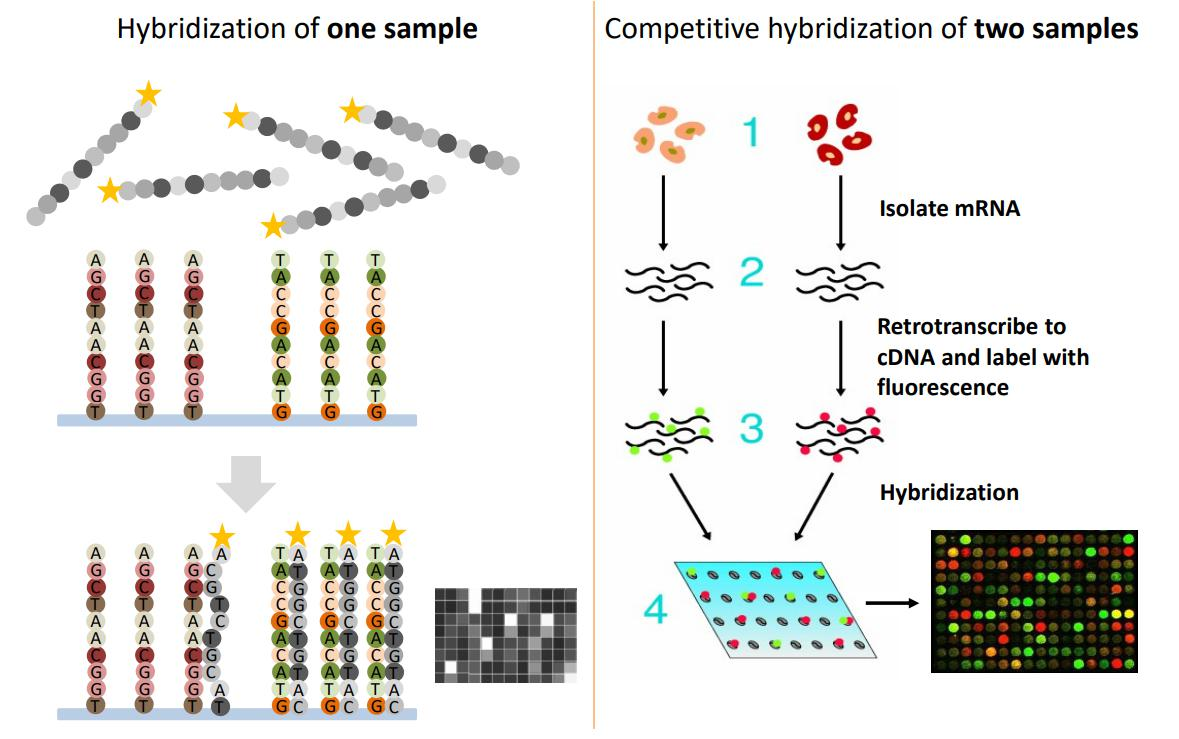 Hybridization of one sample
A A A T T T
G G G A A A
C C C C C C
T T T C C C
A A A G G G
A A A A A A
C C C C C C
G G G A A A
G G G T T T
T T T G G G
A A A A T A T A T A
G G G C A T A T A T
C C C G C G C G C G
T T T T C G C G C G
A A A C G C G C G C
A A A T A T A T A T
C C C G C G C G C G
G G G C A T A T A T
G G G A T A T A T A
T T T T G C G C G C
Competitive hybridization of two samples
1
Isolate mRNA
2
Retrotranscribe to
cDNA and label with
fluorescence
3
Hybridization
4